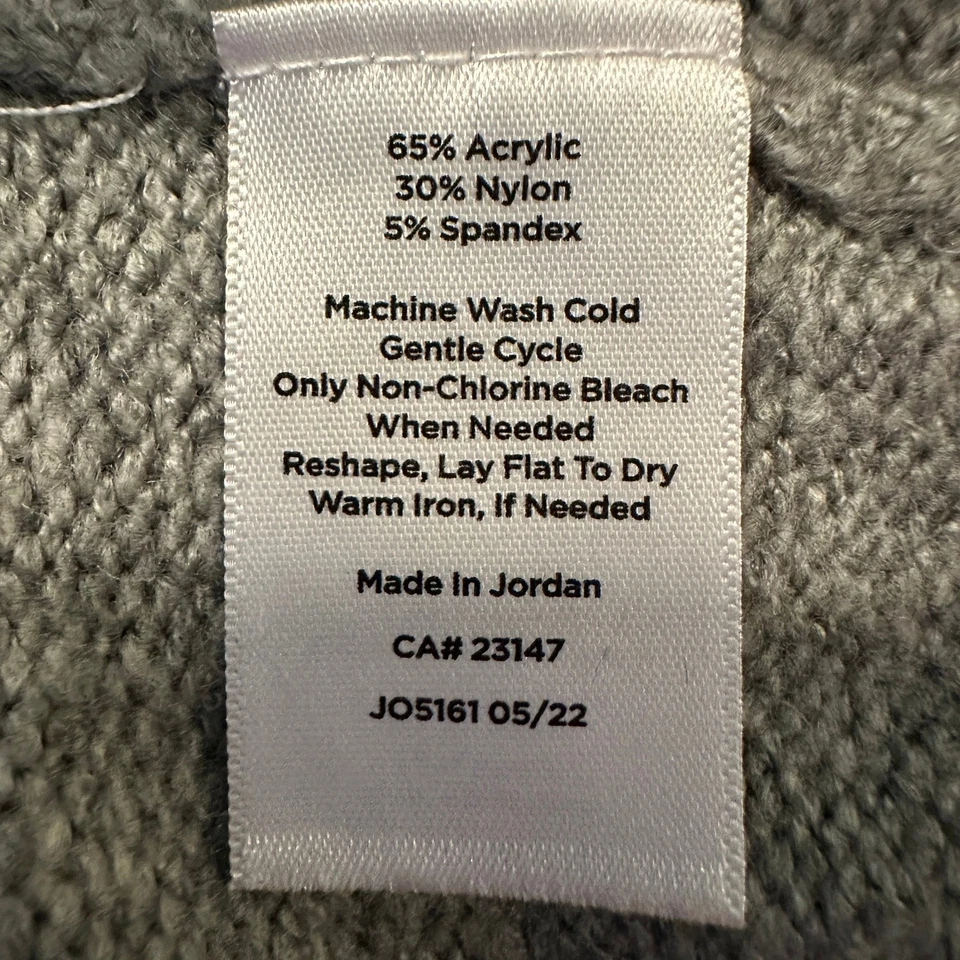 65% Acrylic
30% Nylon
5% Spandex
Machine Wash Cold
Gentle Cycle
Only Non-Chlorine Bleach
When Needed
Reshape, Lay Flat To Dry
Warm Iron, If Needed
Made In Jordan
CA# 23147
JO5161 05/22